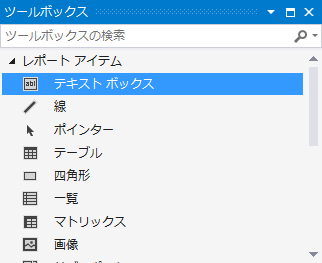 ツールボックス
ツールボックスの検索
レポート アイテム
テキスト ボックス
線
ポインター
テーブル
四角形
一覧
マトリックス
画像